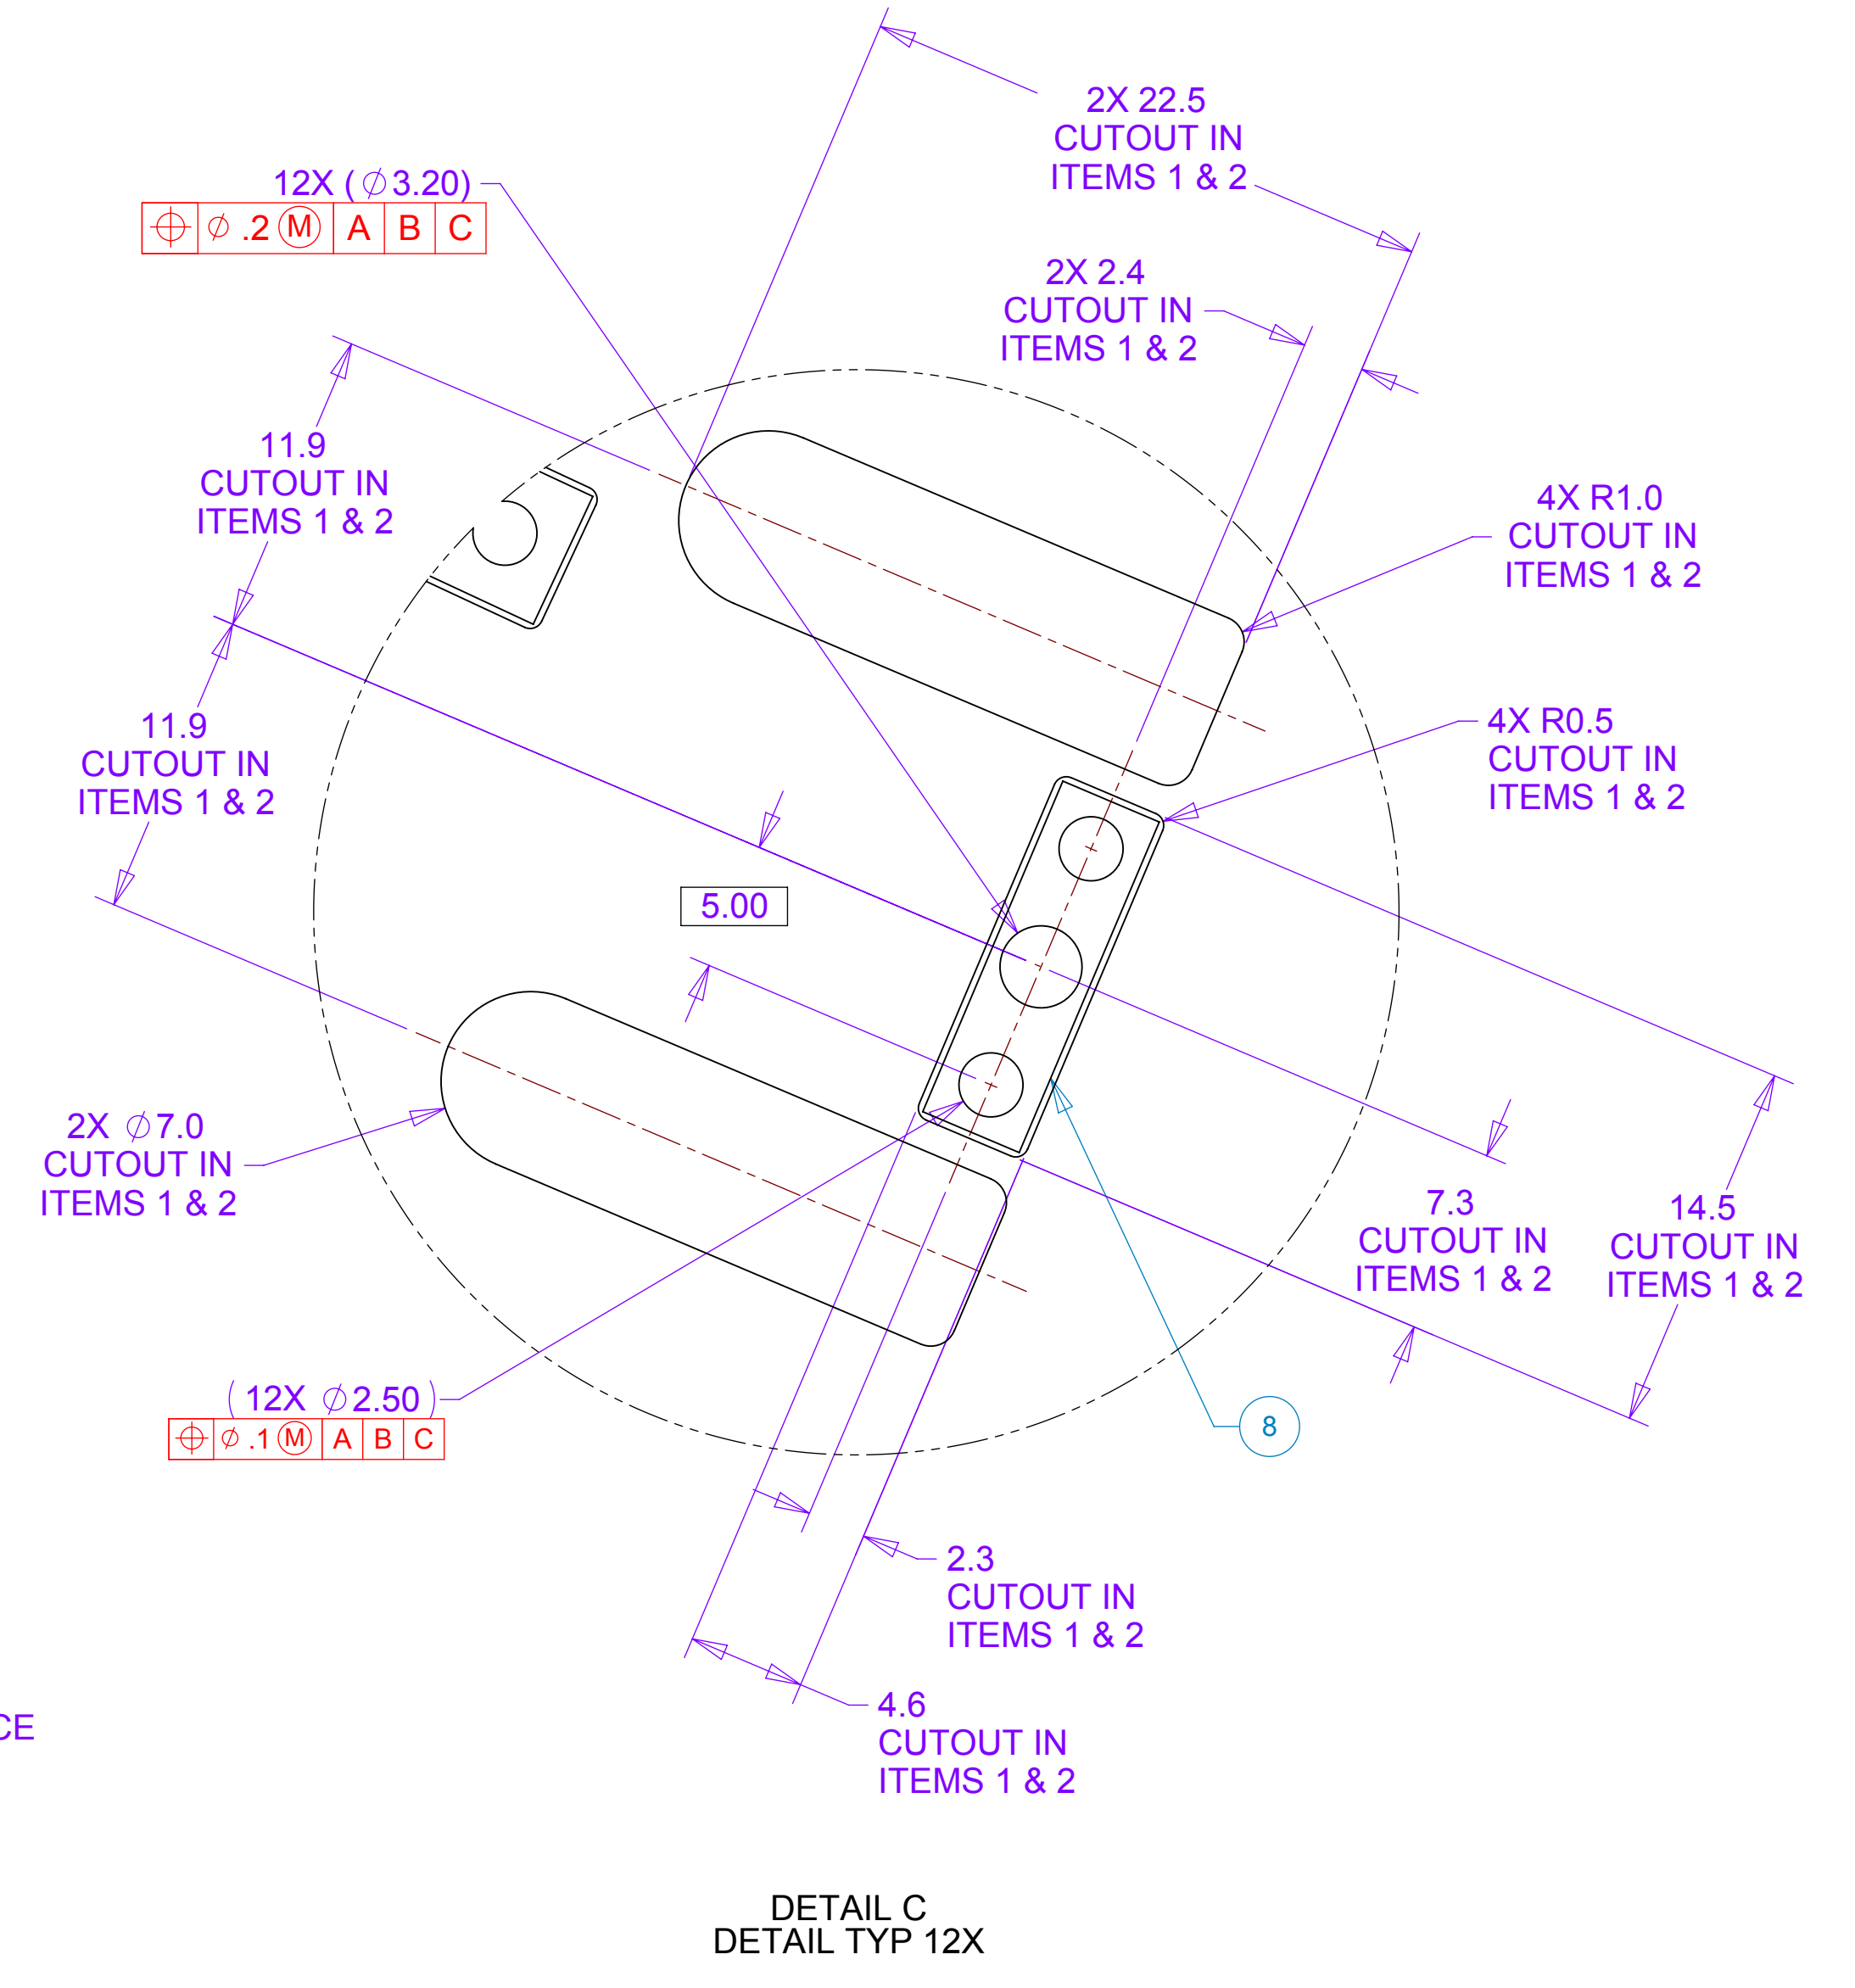 2X 22.5
CUTOUT IN
ITEMS 1 & 2
12X (⌀3.20)
⌖ ⌀ .2 Ⓜ A B C
2X 2.4
CUTOUT IN
ITEMS 1 & 2
11.9
CUTOUT IN
ITEMS 1 & 2
4X R1.0
CUTOUT IN
ITEMS 1 & 2
11.9
CUTOUT IN
ITEMS 1 & 2
4X R0.5
CUTOUT IN
ITEMS 1 & 2
5.00
2X ⌀7.0
CUTOUT IN
ITEMS 1 & 2
7.3
CUTOUT IN
ITEMS 1 & 2
14.5
CUTOUT IN
ITEMS 1 & 2
(12X ⌀2.50)
⌖ ⌀ .1 Ⓜ A B C
8
2.3
CUTOUT IN
ITEMS 1 & 2
4.6
CUTOUT IN
ITEMS 1 & 2
CE
DETAIL C
DETAIL TYP 12X